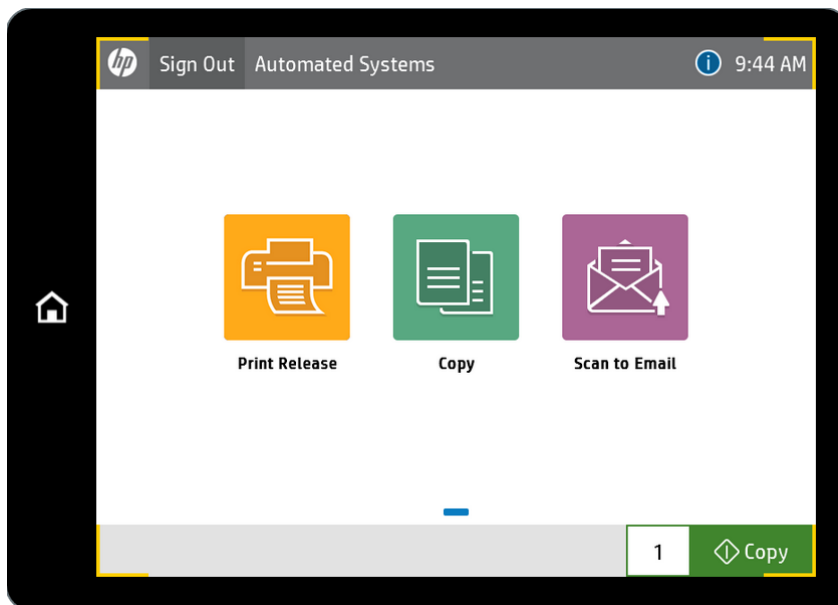 hp Sign Out Automated Systems i 9:44 AM
Print Release Copy Scan to Email
1 Copy